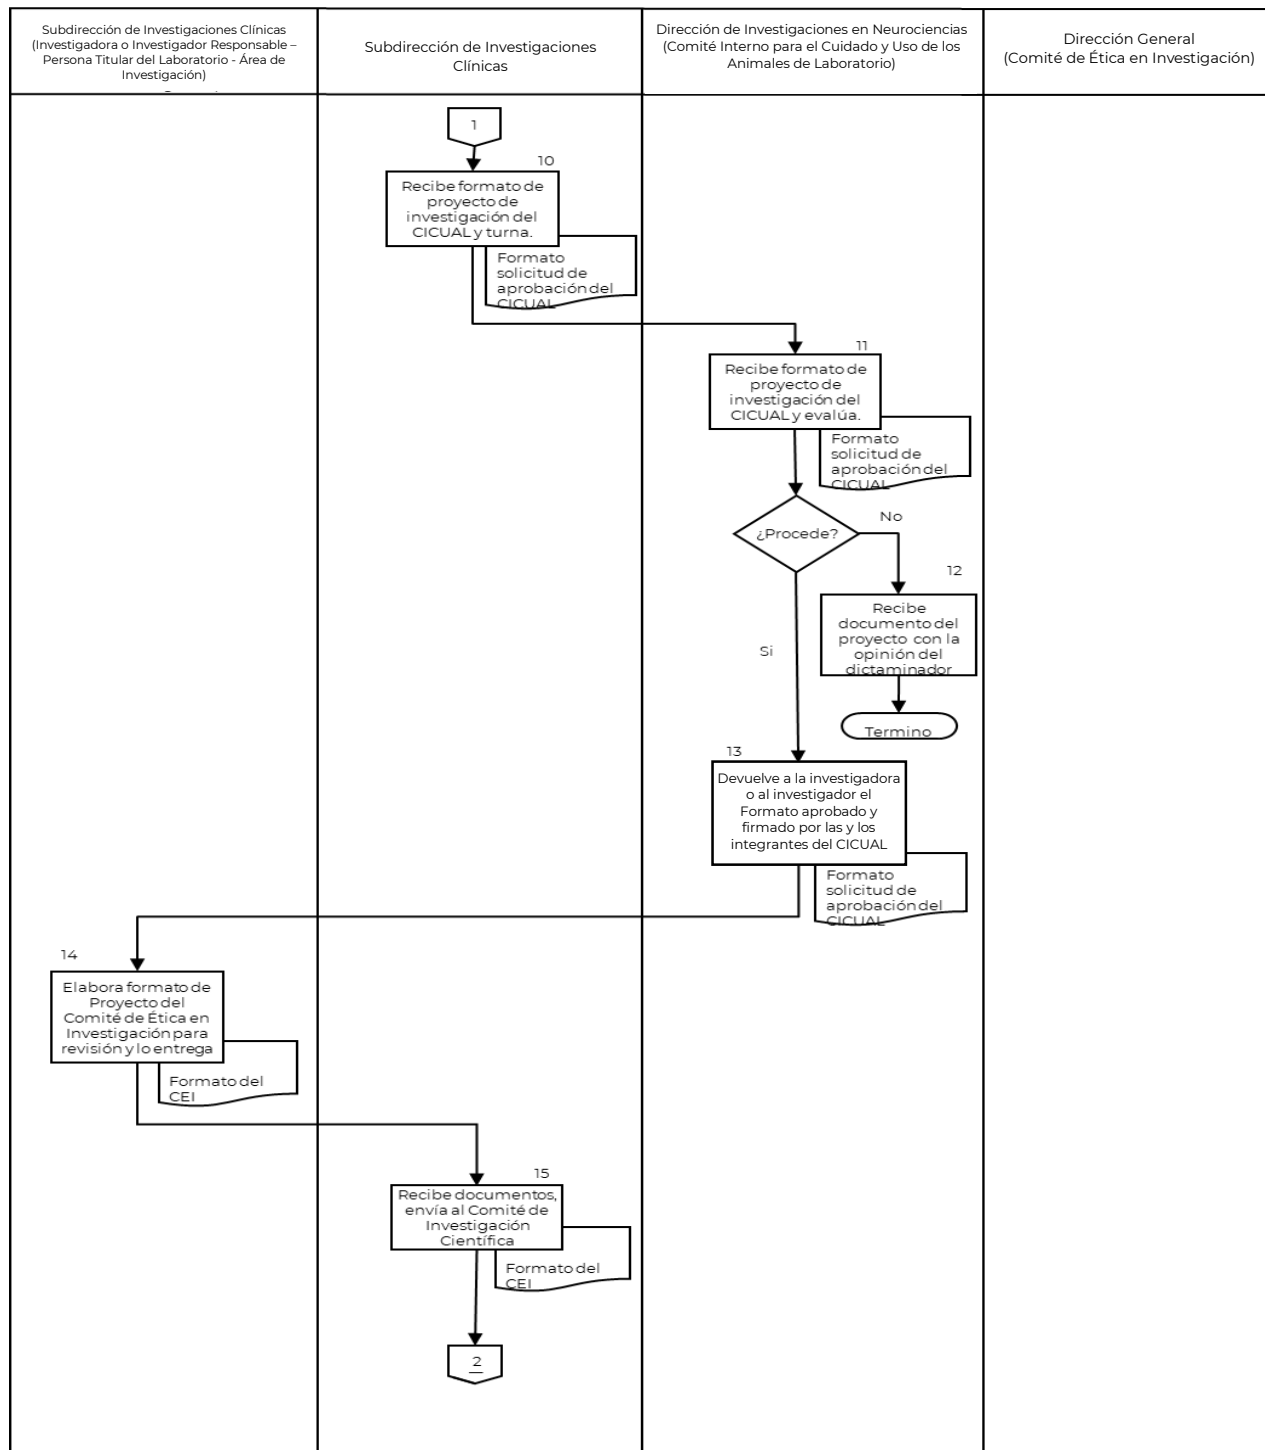 Subdirección de Investigaciones Clínicas
(Investigadora o Investigador Responsable –
Persona Titular del Laboratorio - Área de
Investigación)
Subdirección de Investigaciones
Clínicas
Dirección de Investigaciones en Neurociencias
(Comité Interno para el Cuidado y Uso de los
Animales de Laboratorio)
Dirección General
(Comité de Ética en Investigación)
1
10
Recibe formato de
proyecto de
investigación del
CICUAL y turna.
Formato
solicitud de
aprobación del
CICUAL
11
Recibe formato de
proyecto de
investigación del
CICUAL y evalúa.
Formato
solicitud de
aprobación del
CICUAL
¿Procede?
No
12
Recibe
documento del
proyecto con la
opinión del
dictaminador
Si
Termino
13
Devuelve a la investigadora
o al investigador el
Formato aprobado y
firmado por las y los
integrantes del CICUAL
Formato
solicitud de
aprobación del
CICUAL
14
Elabora formato de
Proyecto del
Comité de Ética en
Investigación para
revisión y lo entrega
Formato del
CEI
15
Recibe documentos,
envía al Comité de
Investigación
Científica
Formato del
CEI
2